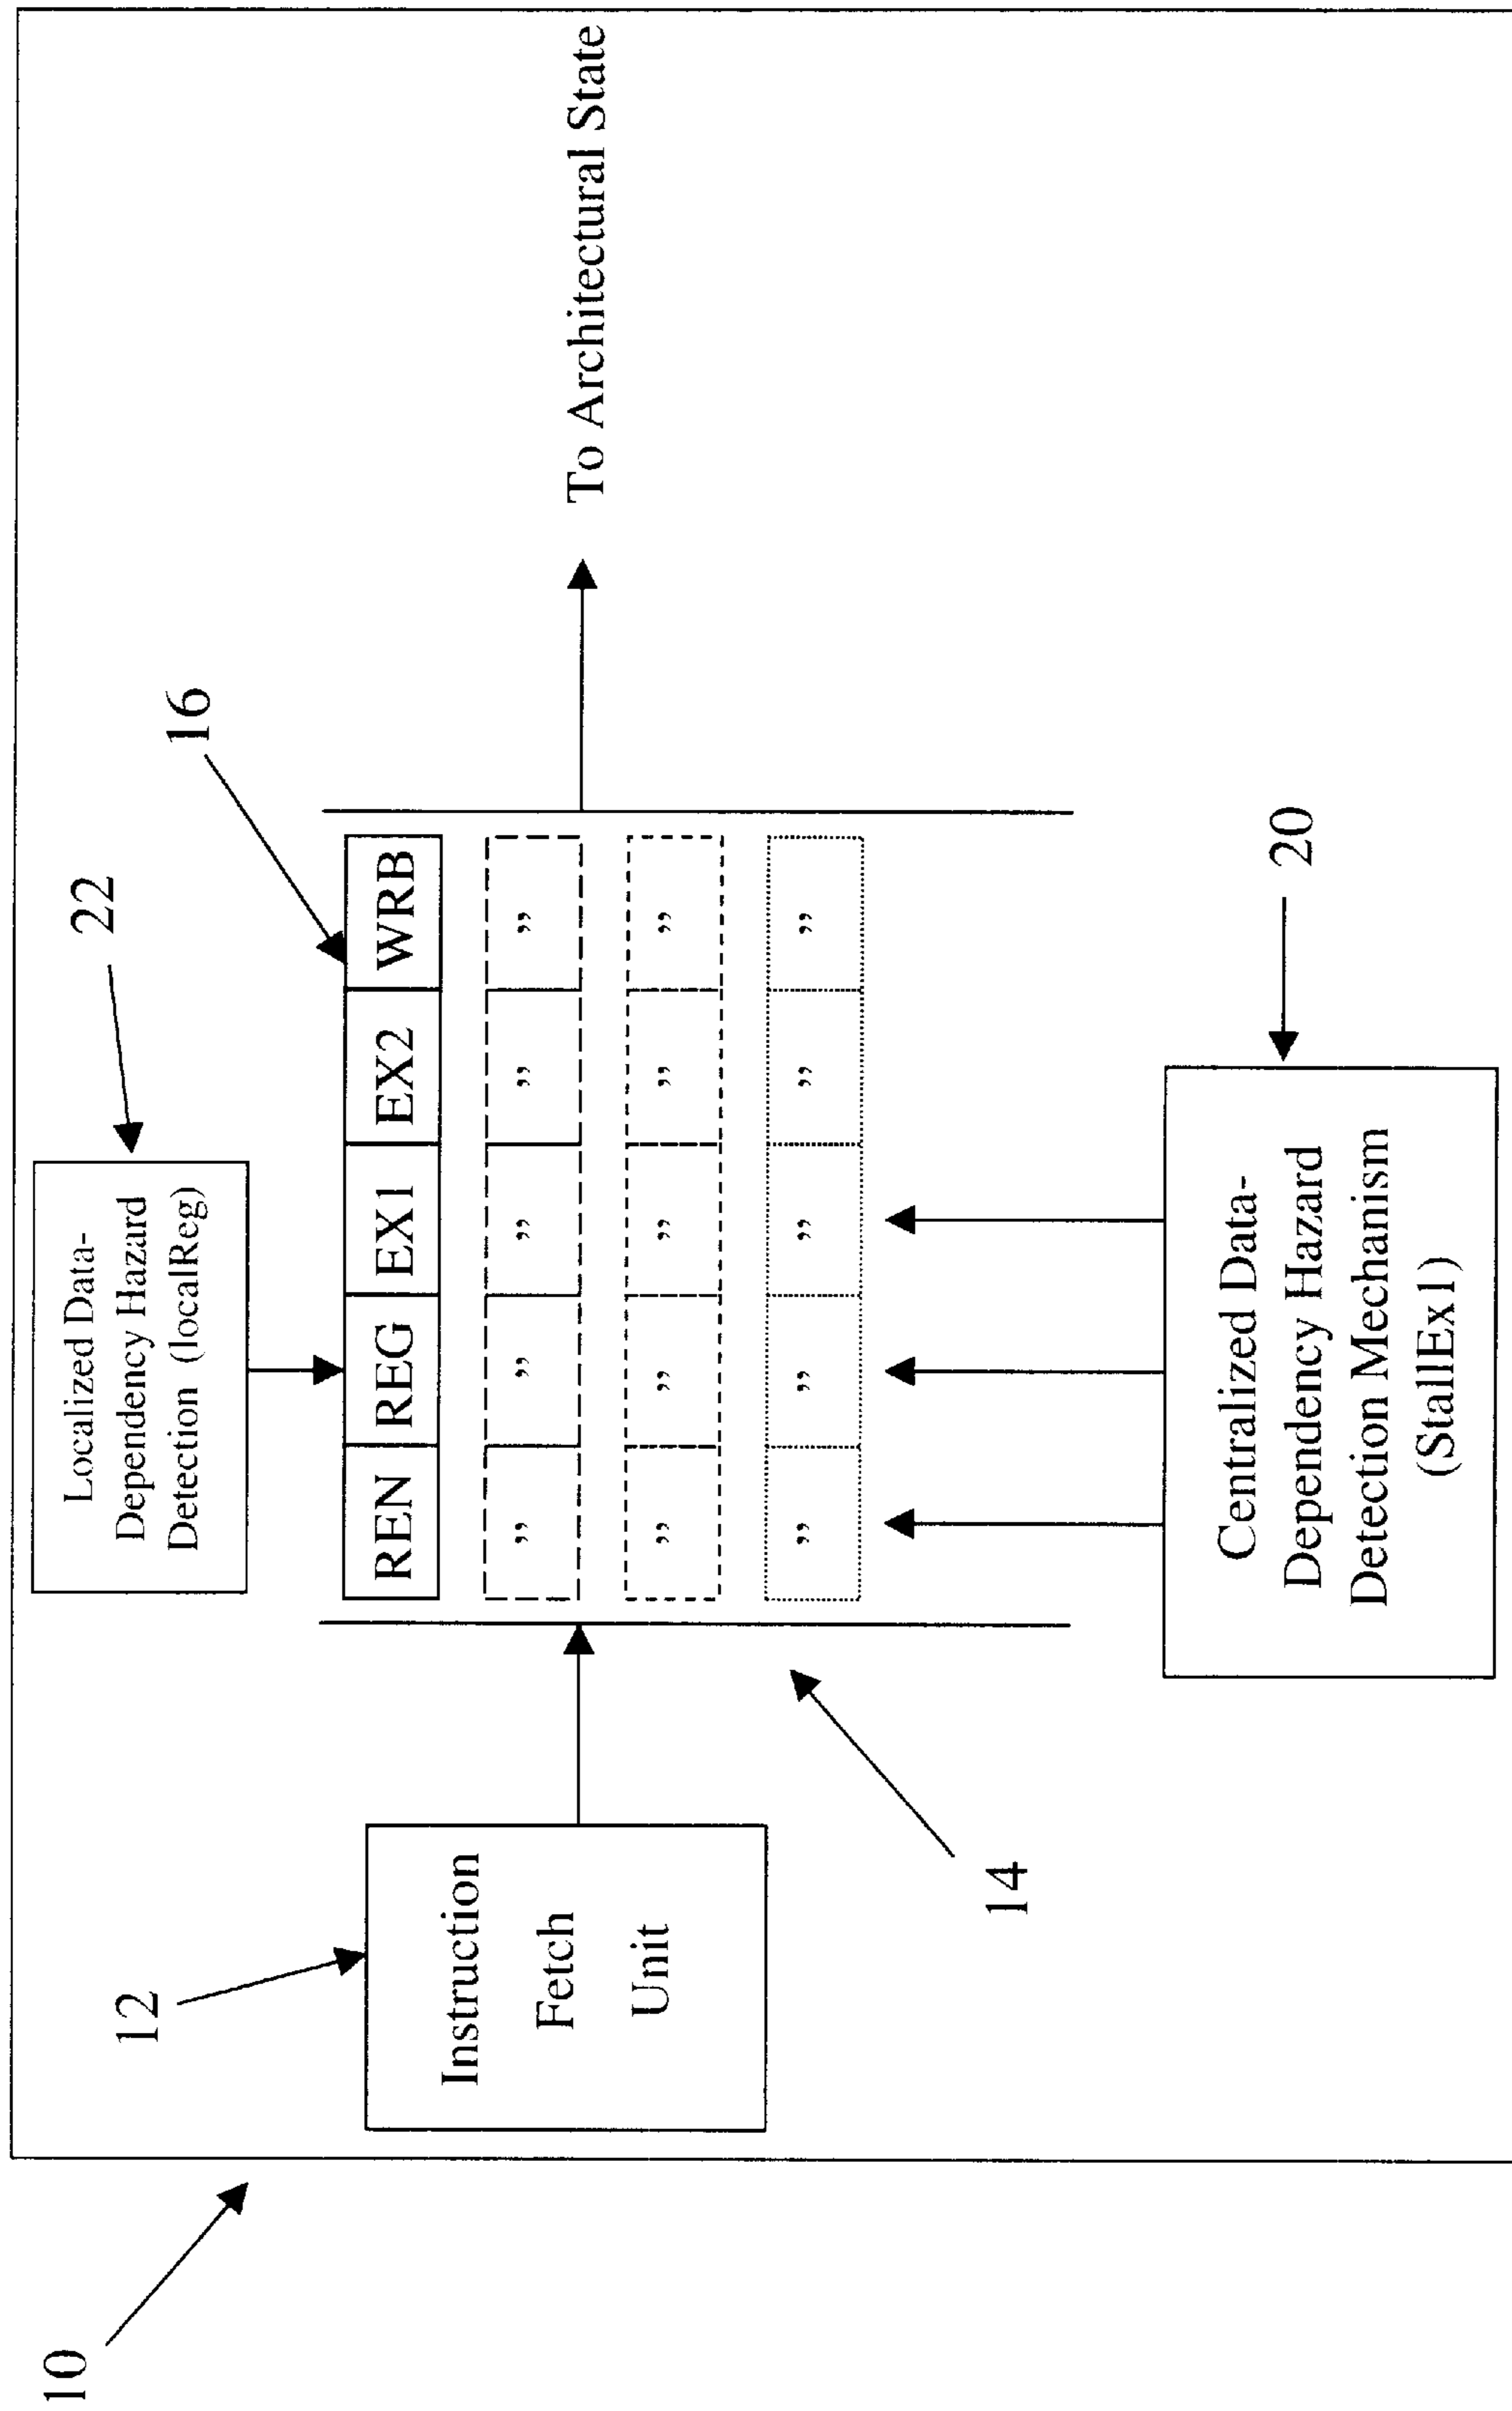 10
12
Instruction
Fetch
Unit
14
Localized Data-
Dependency Hazard
Detection (localReg)
22
16
REN REG EX1 EX2 WRB
” ” ” ” ”
” ” ” ” ”
” ” ” ” ”
To Architectural State
Centralized Data-
Dependency Hazard
Detection Mechanism
(StallEx1)
20